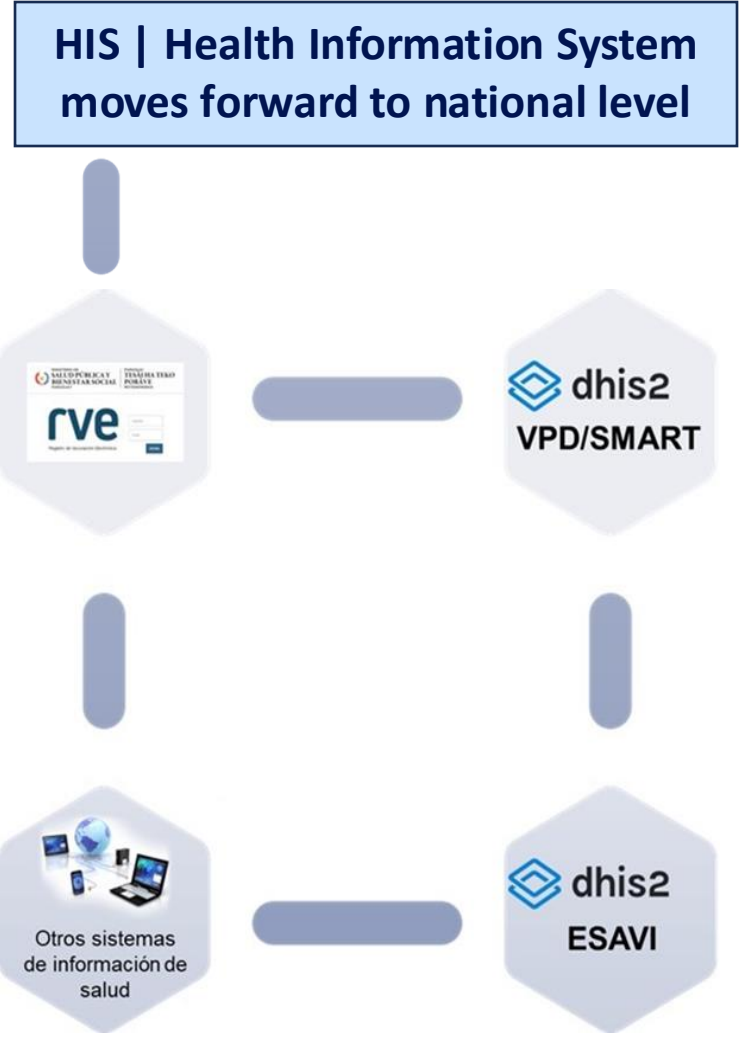 HIS | Health Information System
moves forward to national level
SALUD PÚBLICA Y
BIENESTAR SOCIAL
TESÃI HA TEKO
PORÃVE
rve
dhis2
VPD/SMART
Otros sistemas
de información de
salud
dhis2
ESAVI